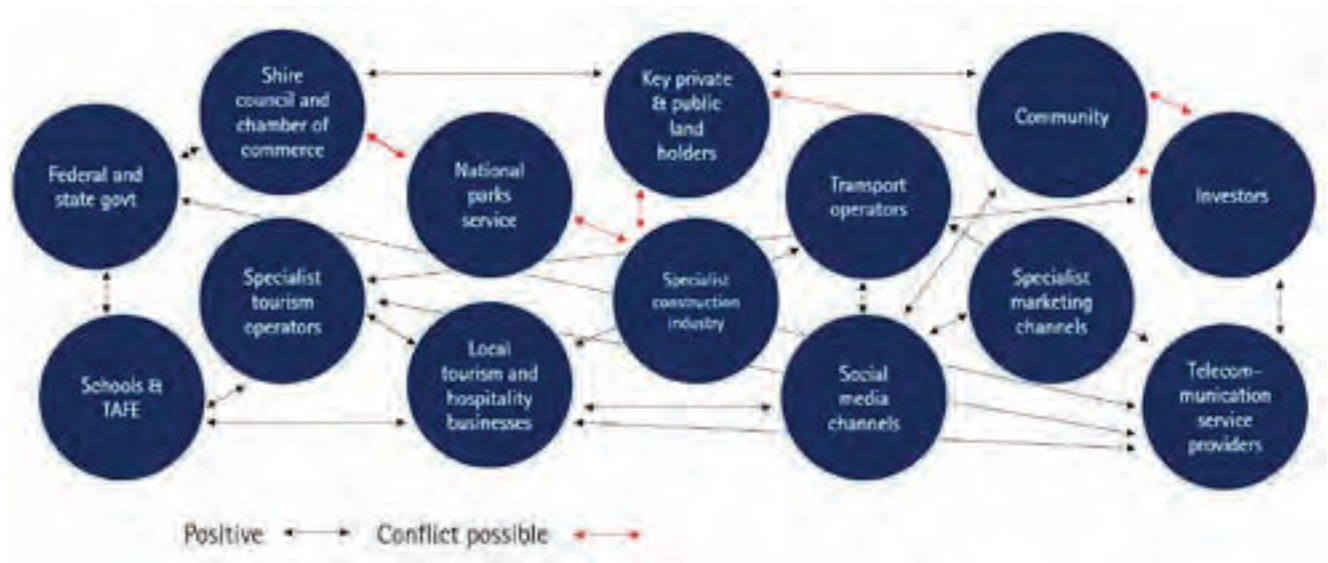 Shire
council and
chamber of
commerce
Key private
& public
land
holders
Community
Federal and
state govt
National
parks
service
Transport
operators
Investors
Specialist
tourism
operators
Specialist
construction
industry
Specialist
marketing
channels
Schools &
TAFE
Local
tourism and
hospitality
businesses
Social
media
channels
Telecom–
munication
service
providers
Positive
Conflict possible